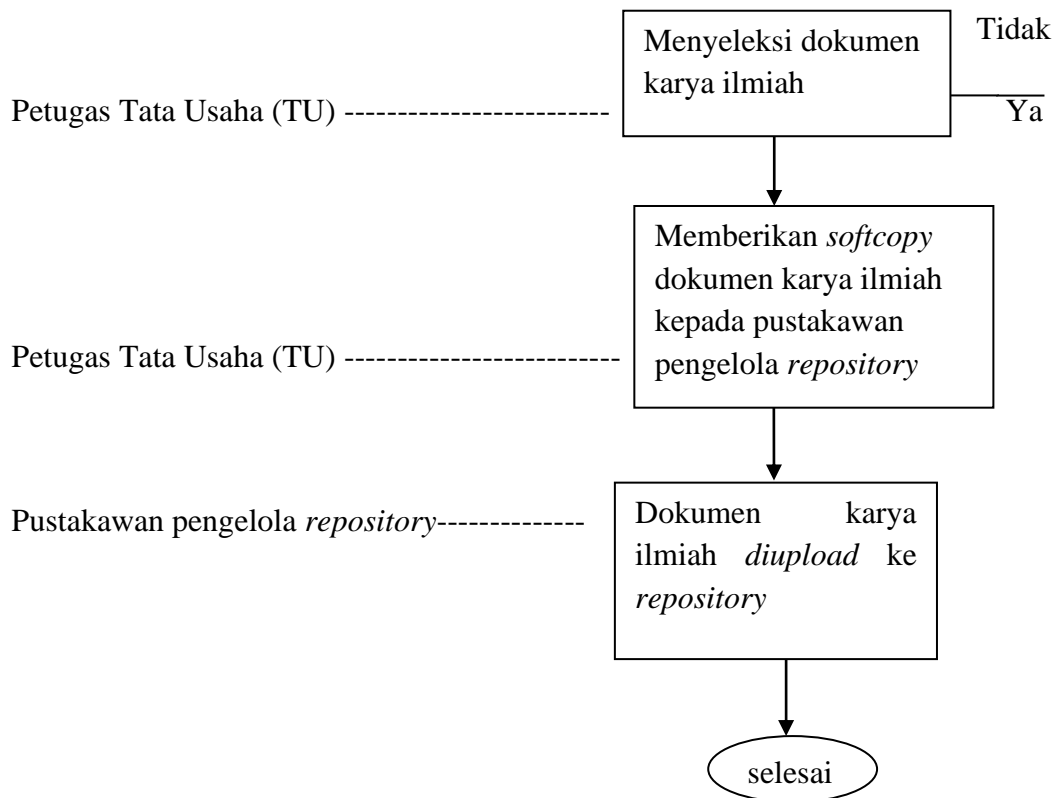 Menyeleksi dokumen
karya ilmiah
Tidak
Petugas Tata Usaha (TU) -------------------------
Ya
Memberikan softcopy
dokumen karya ilmiah
kepada pustakawan
pengelola repository
Petugas Tata Usaha (TU) --------------------------
Pustakawan pengelola repository--------------
Dokumen karya
ilmiah diupload ke
repository
selesai